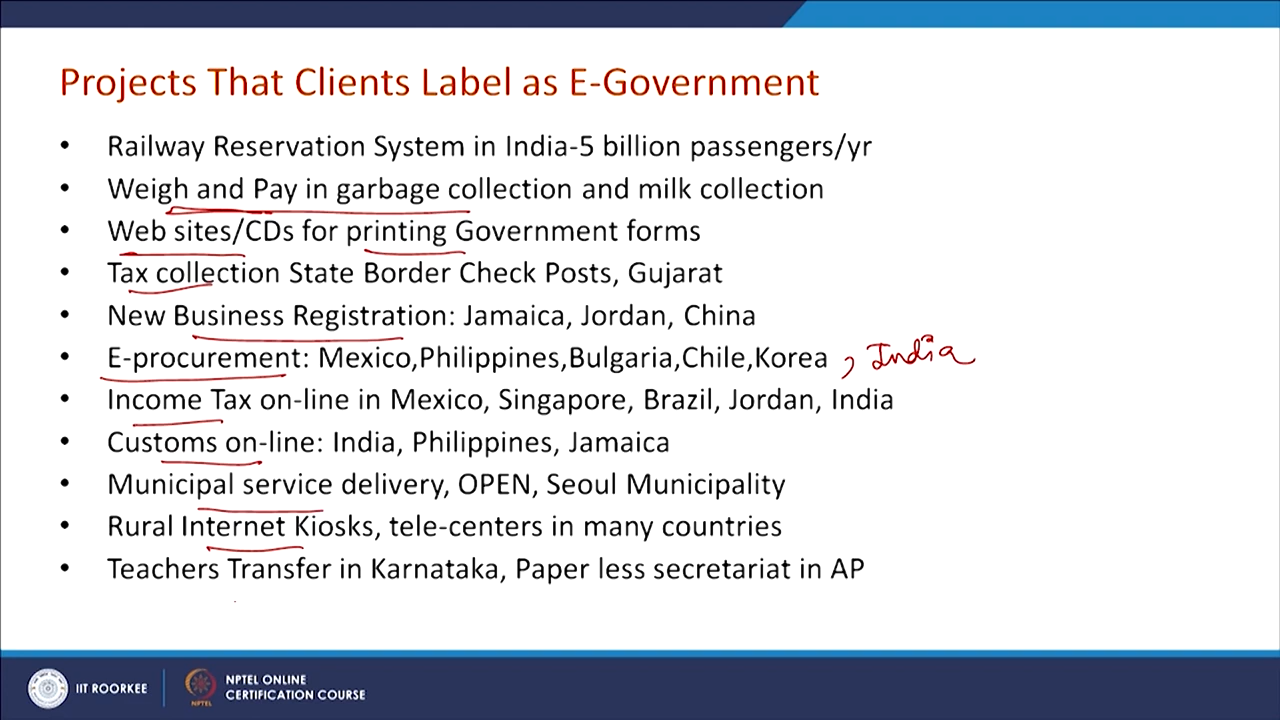 Projects That Clients Label as E-Government
• Railway Reservation System in India-5 billion passengers/yr
• Weigh and Pay in garbage collection and milk collection
• Web sites/CDs for printing Government forms
• Tax collection State Border Check Posts, Gujarat
• New Business Registration: Jamaica, Jordan, China
• E-procurement: Mexico,Philippines,Bulgaria,Chile,Korea , India
• Income Tax on-line in Mexico, Singapore, Brazil, Jordan, India
• Customs on-line: India, Philippines, Jamaica
• Municipal service delivery, OPEN, Seoul Municipality
• Rural Internet Kiosks, tele-centers in many countries
• Teachers Transfer in Karnataka, Paper less secretariat in AP
IIT ROORKEE
NPTEL
NPTEL ONLINE
CERTIFICATION COURSE